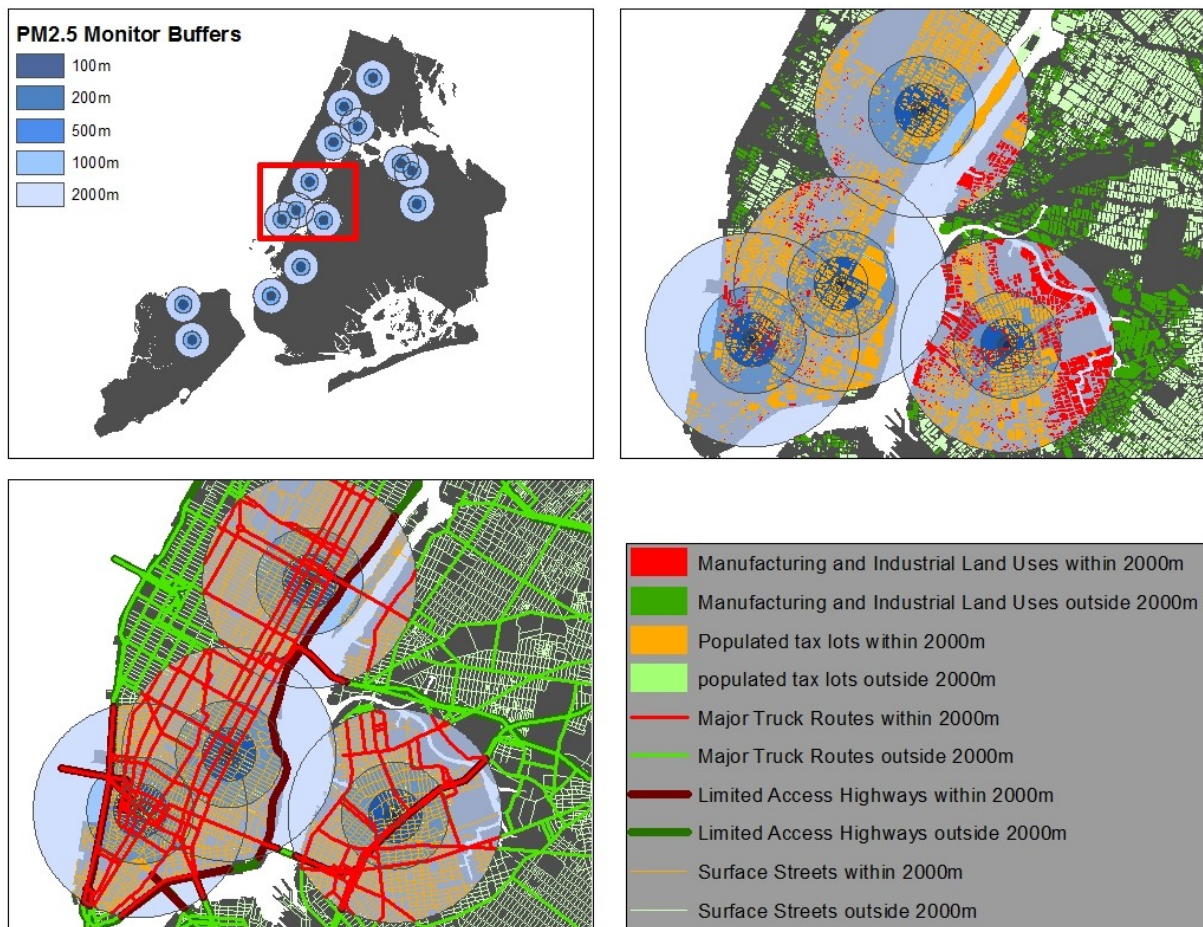 PM2.5 Monitor Buffers
100m
200m
500m
1000m
2000m
Manufacturing and Industrial Land Uses within 2000m
Manufacturing and Industrial Land Uses outside 2000m
Populated tax lots within 2000m
populated tax lots outside 2000m
Major Truck Routes within 2000m
Major Truck Routes outside 2000m
Limited Access Highways within 2000m
Limited Access Highways outside 2000m
Surface Streets within 2000m
Surface Streets outside 2000m